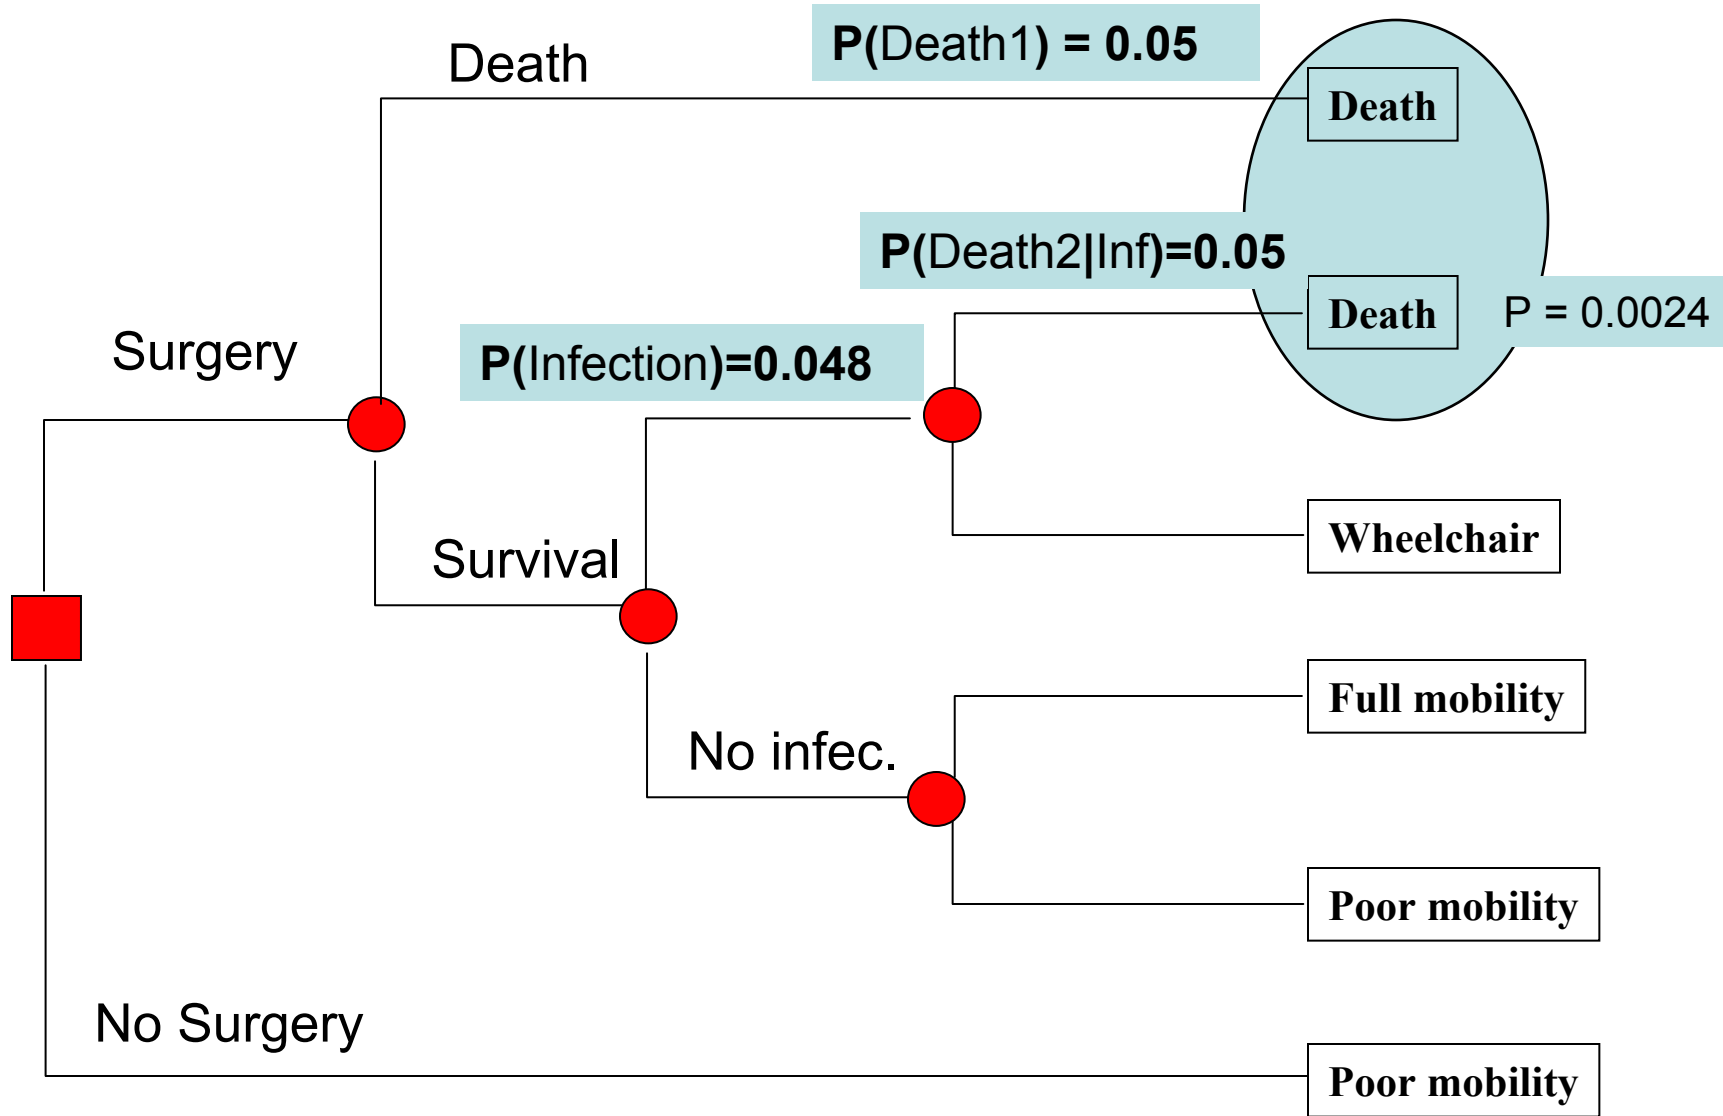 Death
P(Death1) = 0.05
Death
P(Death2|Inf)=0.05
Death
P = 0.0024
Surgery
P(Infection)=0.048
Wheelchair
Survival
Full mobility
No infec.
Poor mobility
No Surgery
Poor mobility